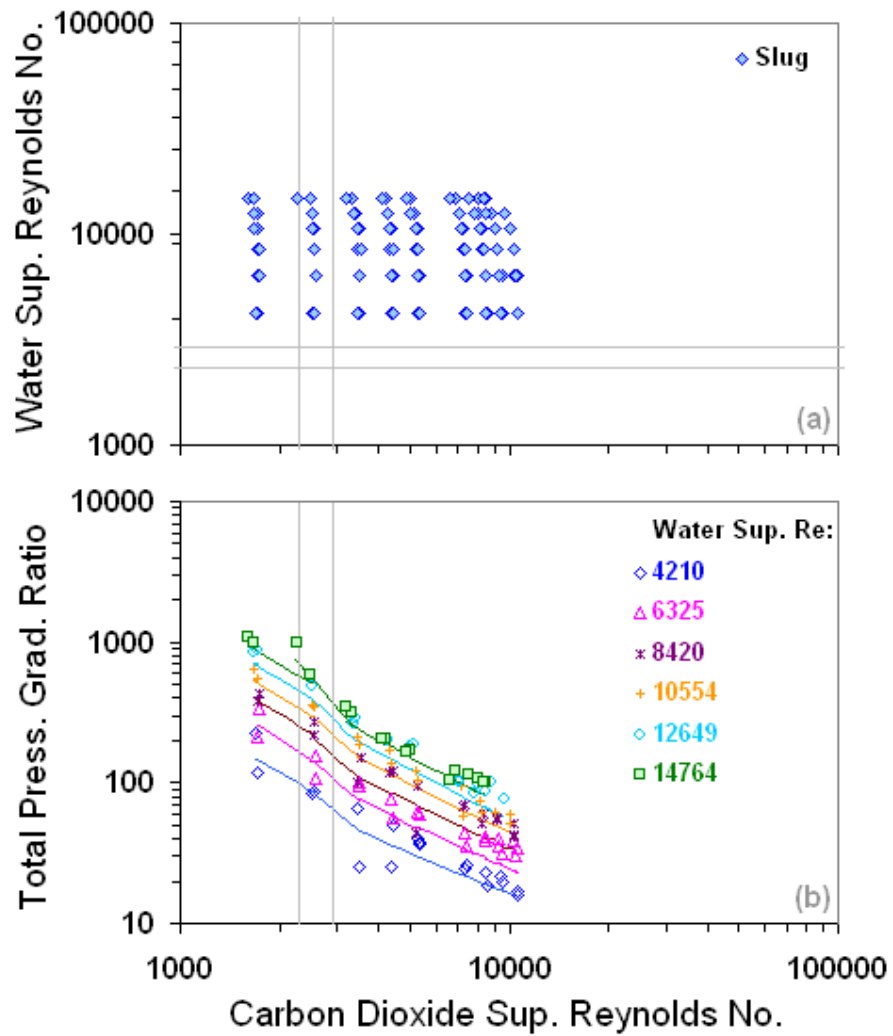 100000
10000
1000
Water Sup. Reynolds No.
Slug
(a)
10000
1000
100
10
Total Press. Grad. Ratio
Water Sup. Re:
4210
6325
8420
10554
12649
14764
(b)
1000 10000 100000
Carbon Dioxide Sup. Reynolds No.